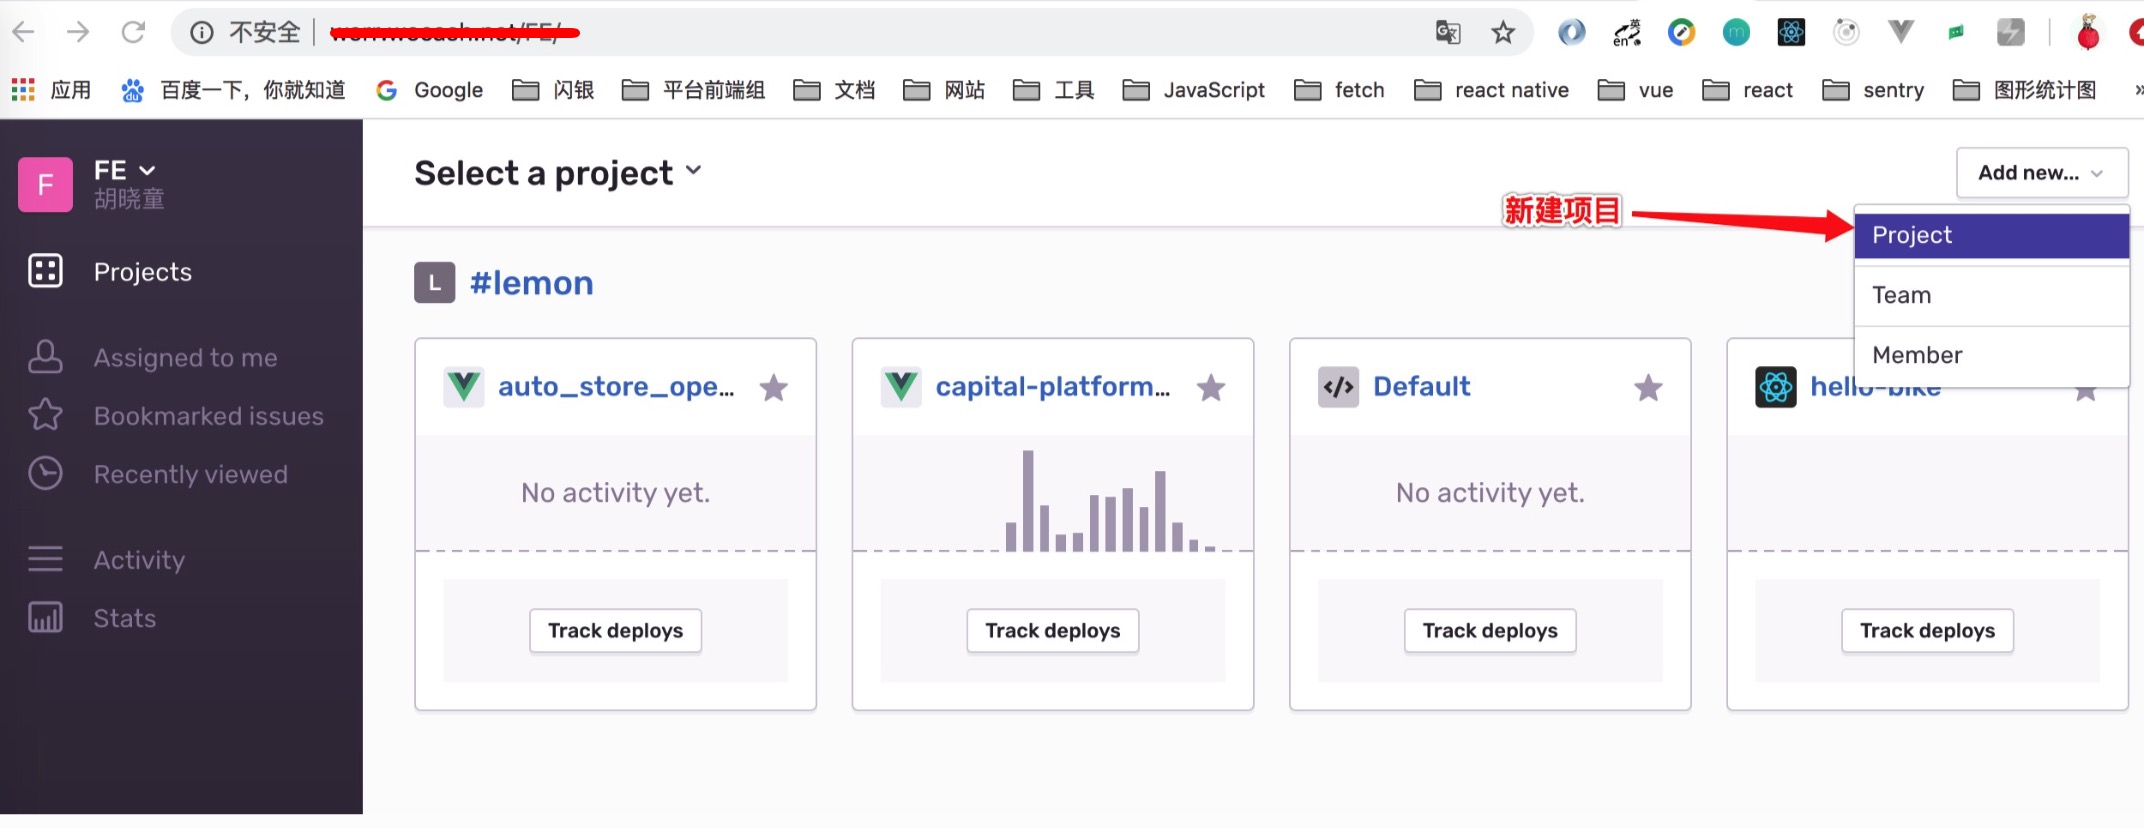 不安全
应用
百度一下，你就知道
Google
闪银
平台前端组
文档
网站
工具
JavaScript
fetch
react native
vue
react
sentry
图形统计图
»
F
FE
胡晓童
Projects
Assigned to me
Bookmarked issues
Recently viewed
Activity
Stats
Select a project
Add new...
新建项目
Project
Team
Member
L
#lemon
auto_store_ope...
capital-platform...
</> Default
hello-bike
No activity yet.
No activity yet.
Track deploys
Track deploys
Track deploys
Track deploys